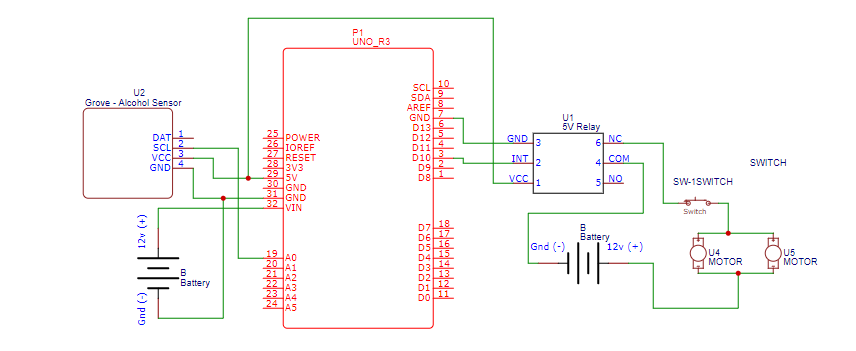 P1
UNO_R3
U2
Grove - Alcohol Sensor
DAT 1
SCL 2
VCC 3
GND 4
25 POWER
26 IOREF
27 RESET
28 3V3
29 5V
30 GND
31 GND
32 VIN
19 A0
20 A1
21 A2
22 A3
23 A4
24 A5
SCL 10
SDA 9
AREF 8
GND 7
D13 6
D12 5
D11 4
D10 3
D9 2
D8 1
D7 18
D6 17
D5 16
D4 15
D3 14
D2 13
D1 12
D0 11
12v (+)
B
Battery
Gnd (-)
U1
5V Relay
GND 3
INT 2
VCC 1
6 NC
4 COM
5 NO
SWITCH
SW-1SWITCH
Switch
B
Battery
Gnd (-)
12v (+)
U4
MOTOR
U5
MOTOR